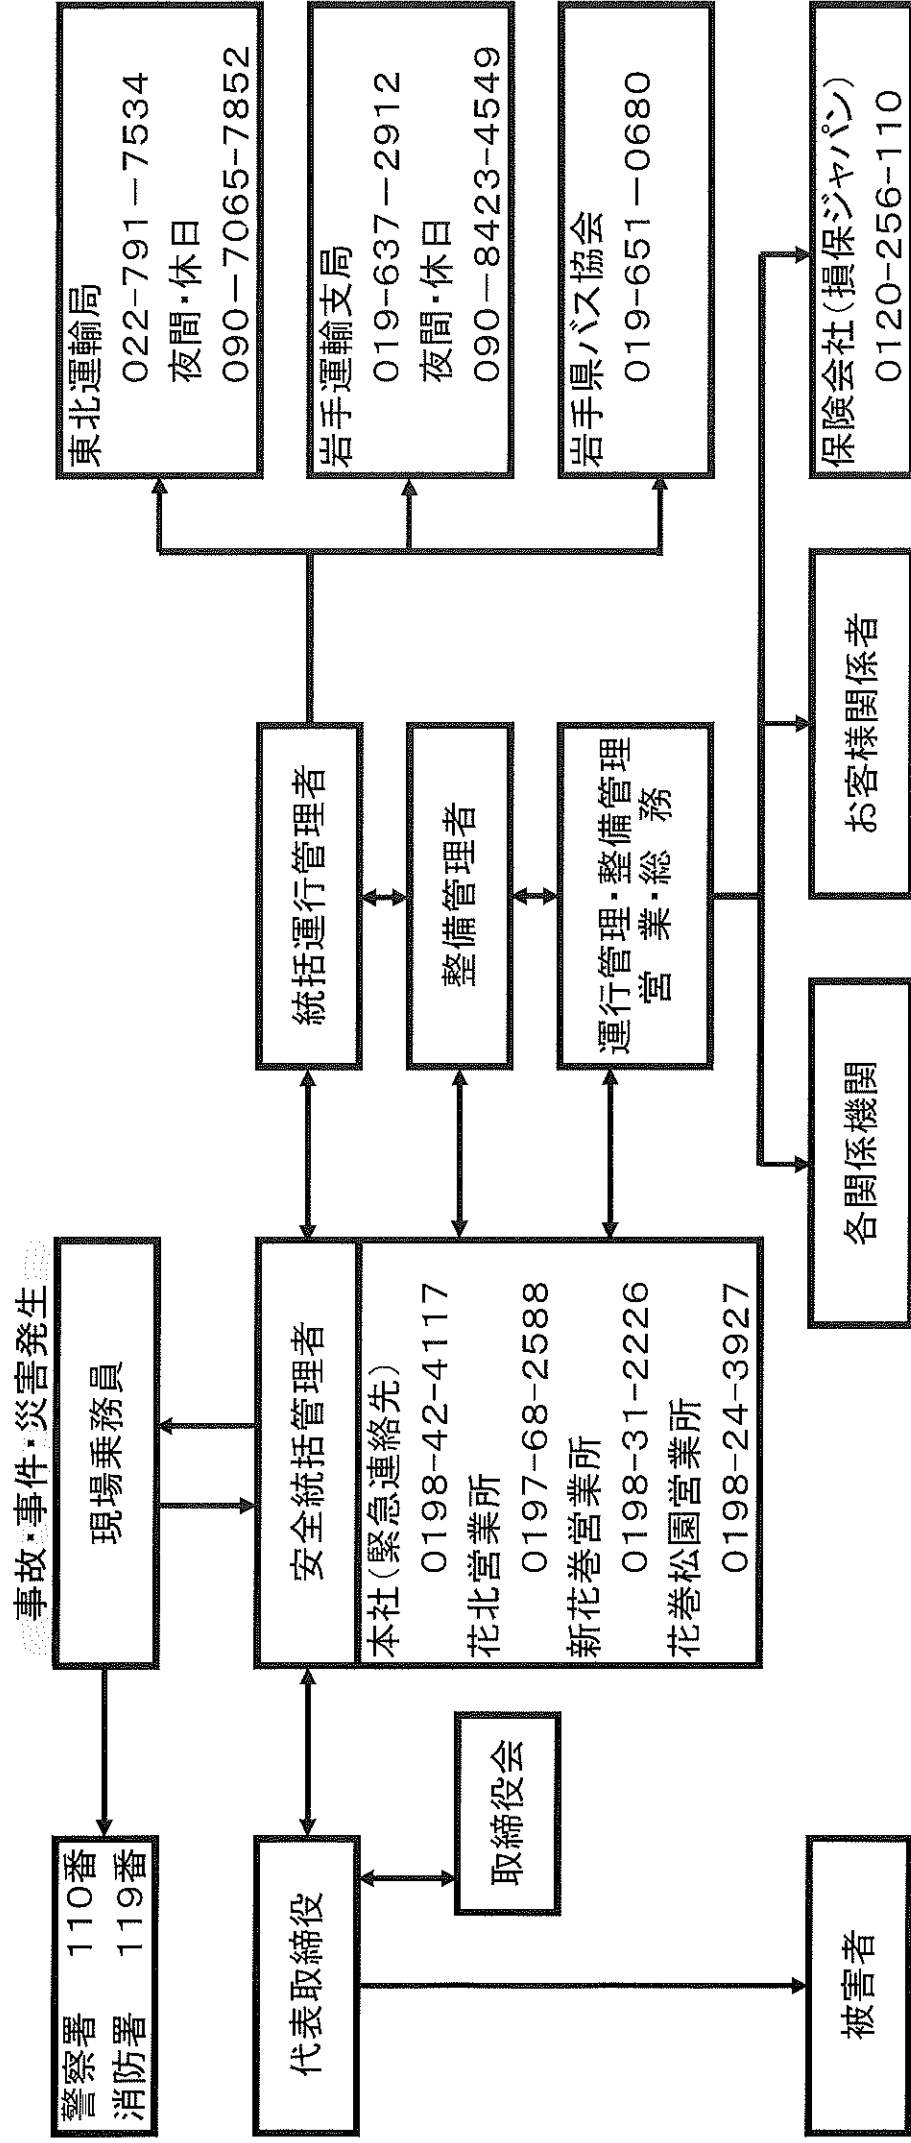 事故・事件・災害発生
警察署 110番
消防署 119番
現場乗務員
東北運輸局
022-791-7534
夜間・休日
090-7065-7852
代表取締役
安全統括管理者
統括運行管理者
本社(緊急連絡先)
0198-42-4117
花北営業所
0197-68-2588
新花巻営業所
0198-31-2226
花巻松園営業所
0198-24-3927
取締役会
整備管理者
岩手運輸支局
019-637-2912
夜間・休日
090-8423-4549
運行管理・整備管理
営 業・総 務
岩手県バス協会
019-651-0680
被害者
各関係機関
お客様関係者
保険会社(損保ジャパン)
0120-256-110